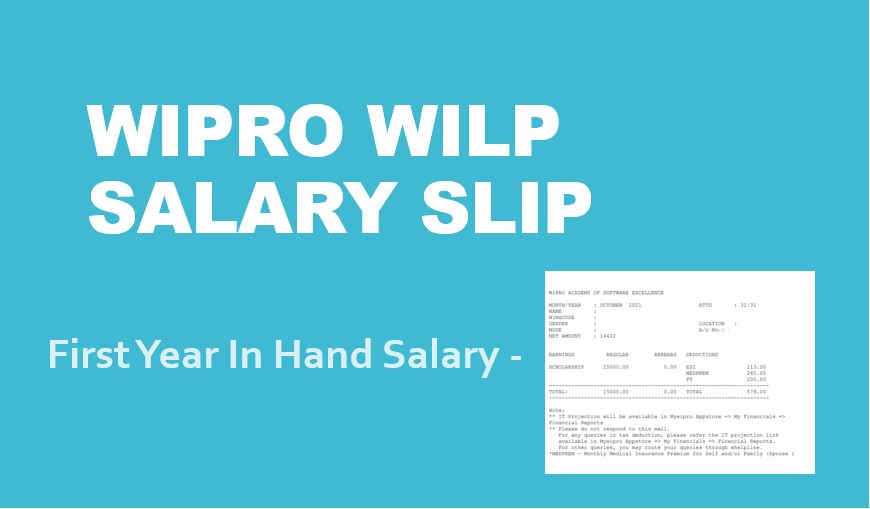 WIPRO WILP
SALARY SLIP
First Year In Hand Salary -
WIPRO ACADEMY OF SOFTWARE EXCELLENCE
MONTH/YEAR : OCTOBER 2021 ATTD : 31/31
NAME :
WIMSCODE :
GENDER : LOCATION :
MODE : A/c No.:
NET AMOUNT : 14422
EARNINGS REGULAR ARREARS DEDUCTIONS
SCHOLARSHIP 15000.00 0.00 ESI 113.00
MEDPREM 265.00
PT 200.00
TOTAL: 15000.00 0.00 TOTAL 578.00
Note:
** IT Projection will be available in Mywipro Appstore => My Financials =>
Financial Reports
** Please do not respond to this mail.
For any queries in tax deduction, please refer the IT projection link
available in Mywipro Appstore => My Financials => Financial Reports.
For other queries, you may route your queries through ehelpline.
*MEDPREM - Monthly Medical Insurance Premium for Self and/or Family (Spouse )